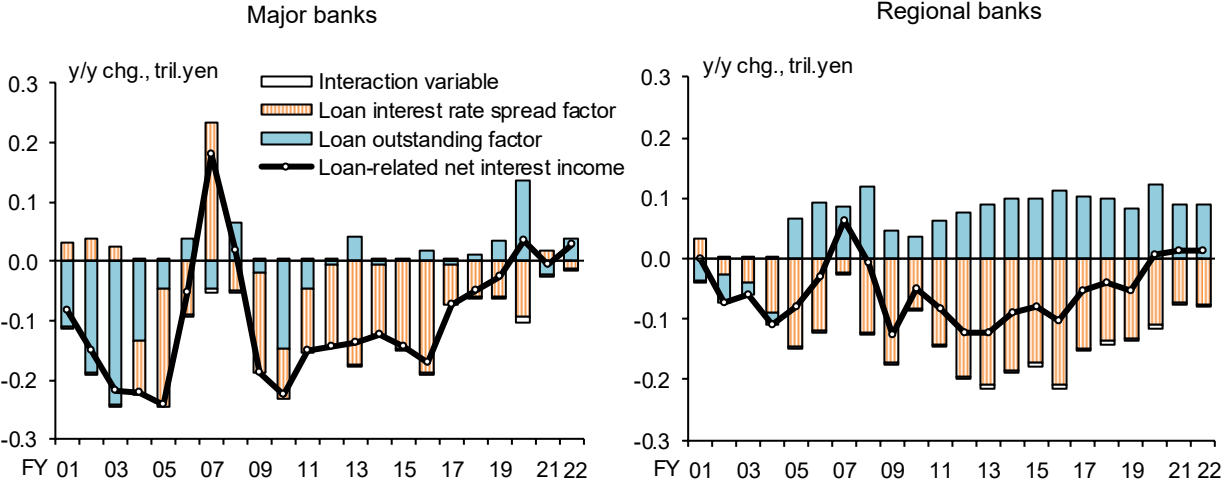 Major banks
y/y chg., tril.yen
Interaction variable
Loan interest rate spread factor
Loan outstanding factor
Loan-related net interest income
0.3
0.2
0.1
0.0
-0.1
-0.2
-0.3
FY 01 03 05 07 09 11 13 15 17 19 21 22
Regional banks
y/y chg., tril.yen
0.3
0.2
0.1
0.0
-0.1
-0.2
-0.3
FY 01 03 05 07 09 11 13 15 17 19 21 22